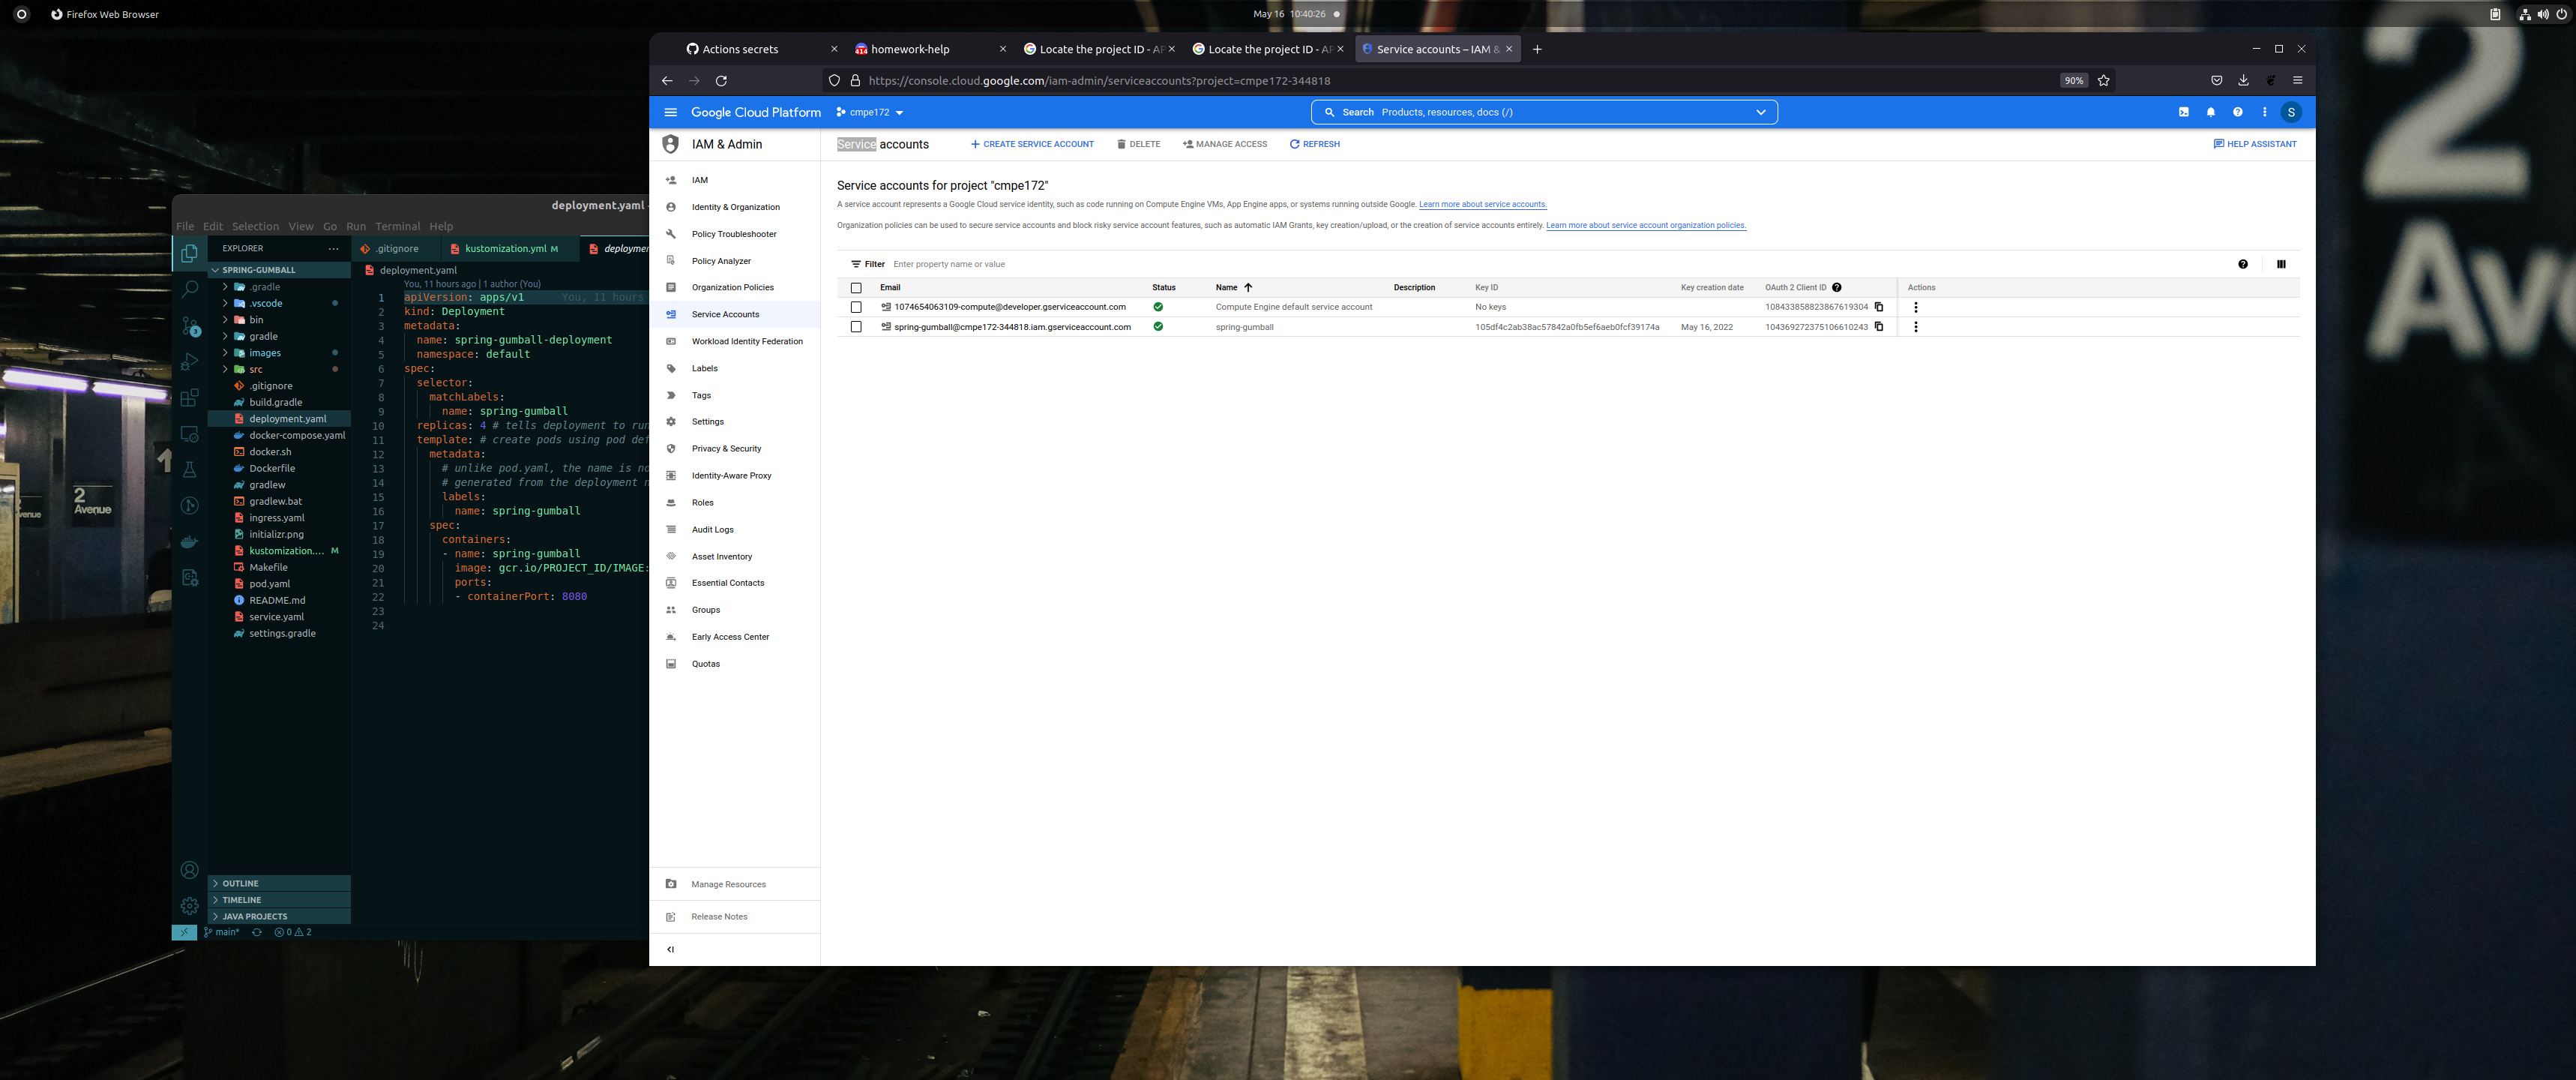 Firefox Web Browser
May 16 10:40:26
Actions secrets
homework-help
Locate the project ID - AP
Locate the project ID - AP
Service accounts – IAM &
https://console.cloud.google.com/iam-admin/serviceaccounts?project=cmpe172-344818
90%
Google Cloud Platform
cmpe172
Search Products, resources, docs (/)
S
IAM & Admin
Service accounts
CREATE SERVICE ACCOUNT
DELETE
MANAGE ACCESS
REFRESH
HELP ASSISTANT
IAM
Identity & Organization
Policy Troubleshooter
Policy Analyzer
Organization Policies
Service Accounts
Workload Identity Federation
Labels
Tags
Settings
Privacy & Security
Identity-Aware Proxy
Roles
Audit Logs
Asset Inventory
Essential Contacts
Groups
Early Access Center
Quotas
Manage Resources
Release Notes
Service accounts for project "cmpe172"
A service account represents a Google Cloud service identity, such as code running on Compute Engine VMs, App Engine apps, or systems running outside Google. Learn more about service accounts.
Organization policies can be used to secure service accounts and block risky service account features, such as automatic IAM Grants, key creation/upload, or the creation of service accounts entirely. Learn more about service account organization policies.
Filter Enter property name or value
Email Status Name Description Key ID Key creation date OAuth 2 Client ID Actions
1074654063109-compute@developer.gserviceaccount.com Compute Engine default service account No keys 108433858823867619304
spring-gumball@cmpe172-344818.iam.gserviceaccount.com spring-gumball 105df4c2ab38ac57842a0fb5ef6aeb0fcf39174a May 16, 2022 104369272375106610243
deployment.yaml -
File Edit Selection View Go Run Terminal Help
EXPLORER
SPRING-GUMBALL
.gradle
.vscode
bin
gradle
images
src
.gitignore
build.gradle
deployment.yaml
docker-compose.yaml
docker.sh
Dockerfile
gradlew
gradlew.bat
ingress.yaml
initializr.png
kustomization.... M
Makefile
pod.yaml
README.md
service.yaml
settings.gradle
OUTLINE
TIMELINE
JAVA PROJECTS
main* 0 2
3
.gitignore
kustomization.yml M
deploymen
deployment.yaml
You, 11 hours ago | 1 author (You)
1 apiVersion: apps/v1 You, 11 hours
2 kind: Deployment
3 metadata:
4 name: spring-gumball-deployment
5 namespace: default
6 spec:
7 selector:
8 matchLabels:
9 name: spring-gumball
10 replicas: 4 # tells deployment to run
11 template: # create pods using pod def
12 metadata:
13 # unlike pod.yaml, the name is no
14 # generated from the deployment n
15 labels:
16 name: spring-gumball
17 spec:
18 containers:
19 - name: spring-gumball
20 image: gcr.io/PROJECT_ID/IMAGE:
21 ports:
22 - containerPort: 8080
23
24
2
Avenue
venue
2
Ave